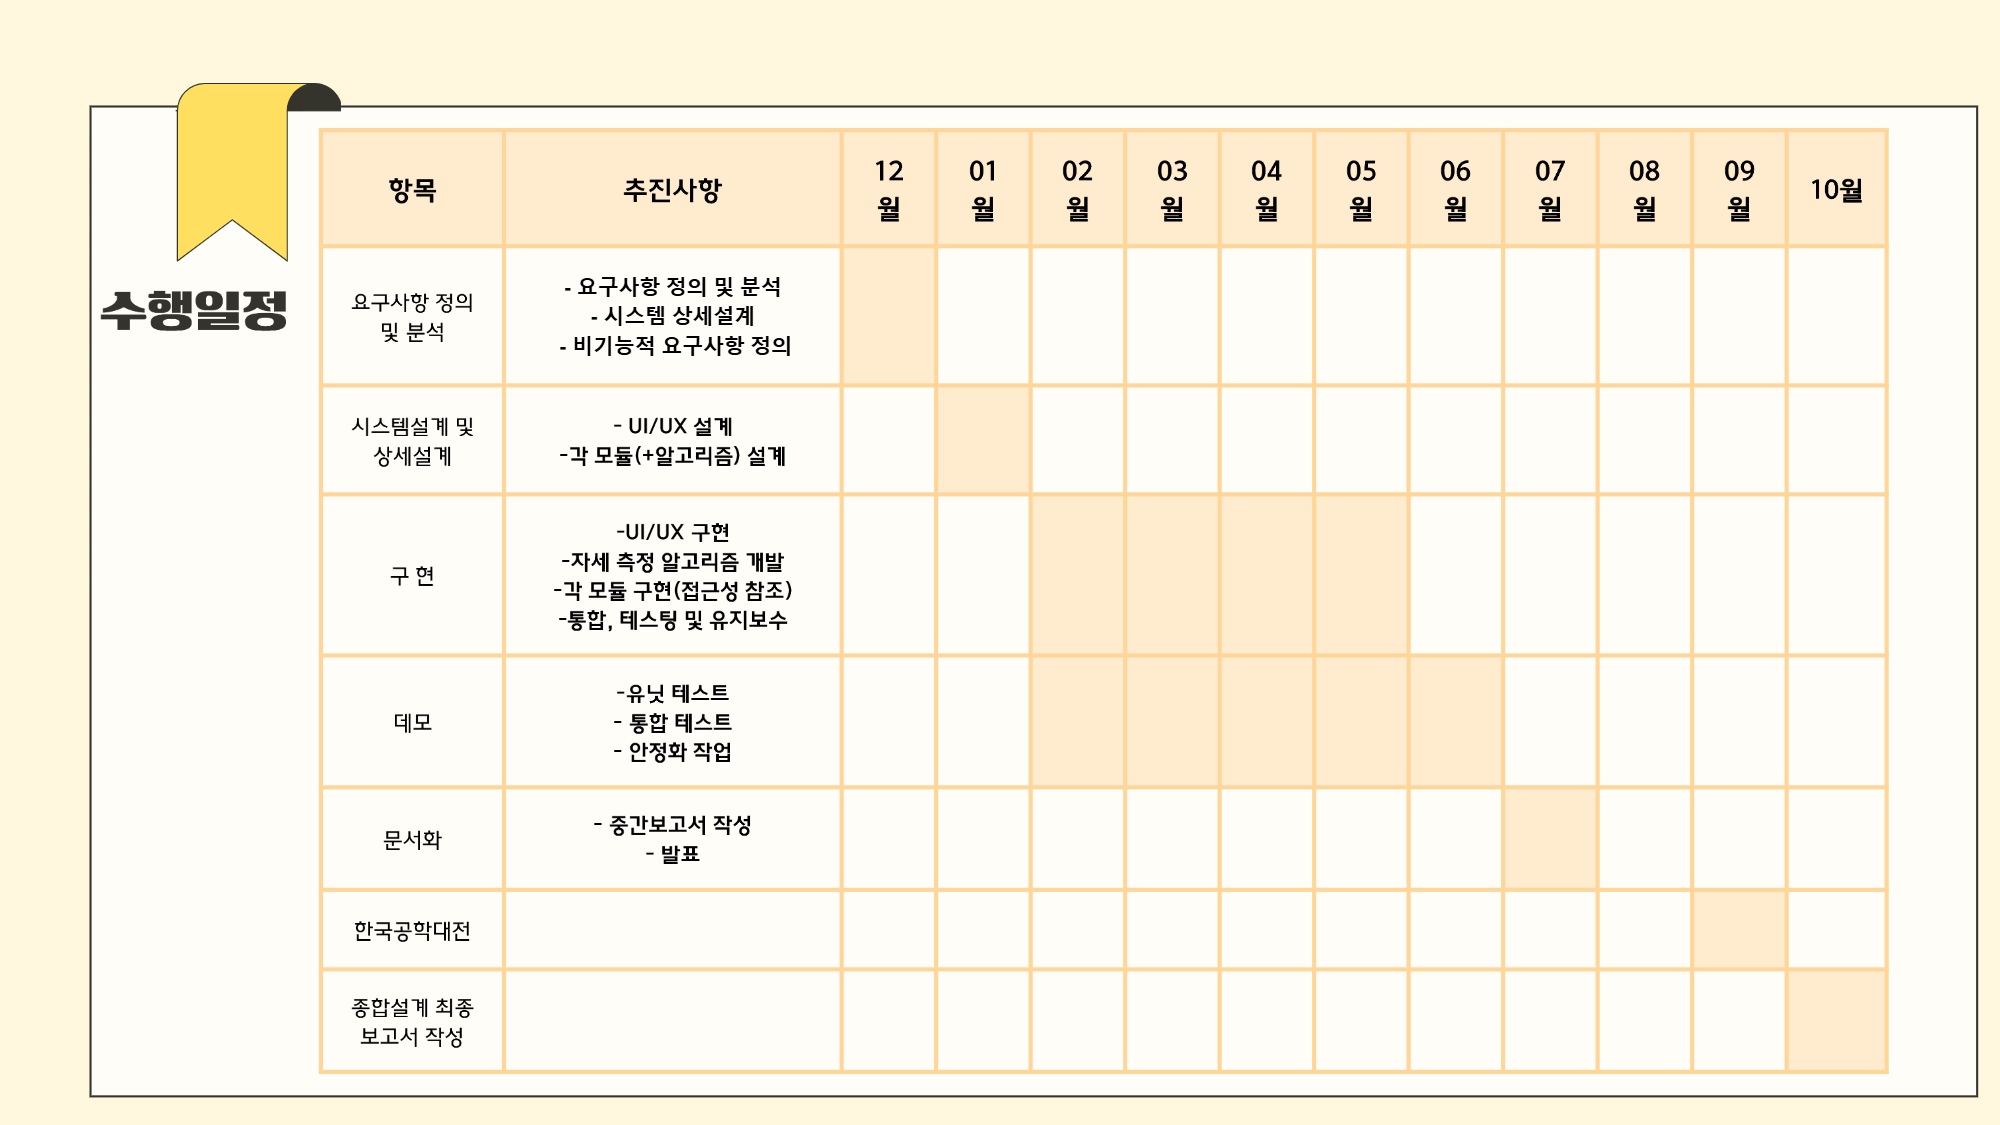 수행일정
항목
추진사항
12
월
01
월
02
월
03
월
04
월
05
월
06
월
07
월
08
월
09
월
10월
요구사항 정의
및 분석
- 요구사항 정의 및 분석
- 시스템 상세설계
- 비기능적 요구사항 정의
시스템설계 및
상세설계
- UI/UX 설계
-각 모듈(+알고리즘) 설계
구 현
-UI/UX 구현
-자세 측정 알고리즘 개발
-각 모듈 구현(접근성 참조)
-통합, 테스팅 및 유지보수
데모
-유닛 테스트
- 통합 테스트
- 안정화 작업
문서화
- 중간보고서 작성
- 발표
한국공학대전
종합설계 최종
보고서 작성